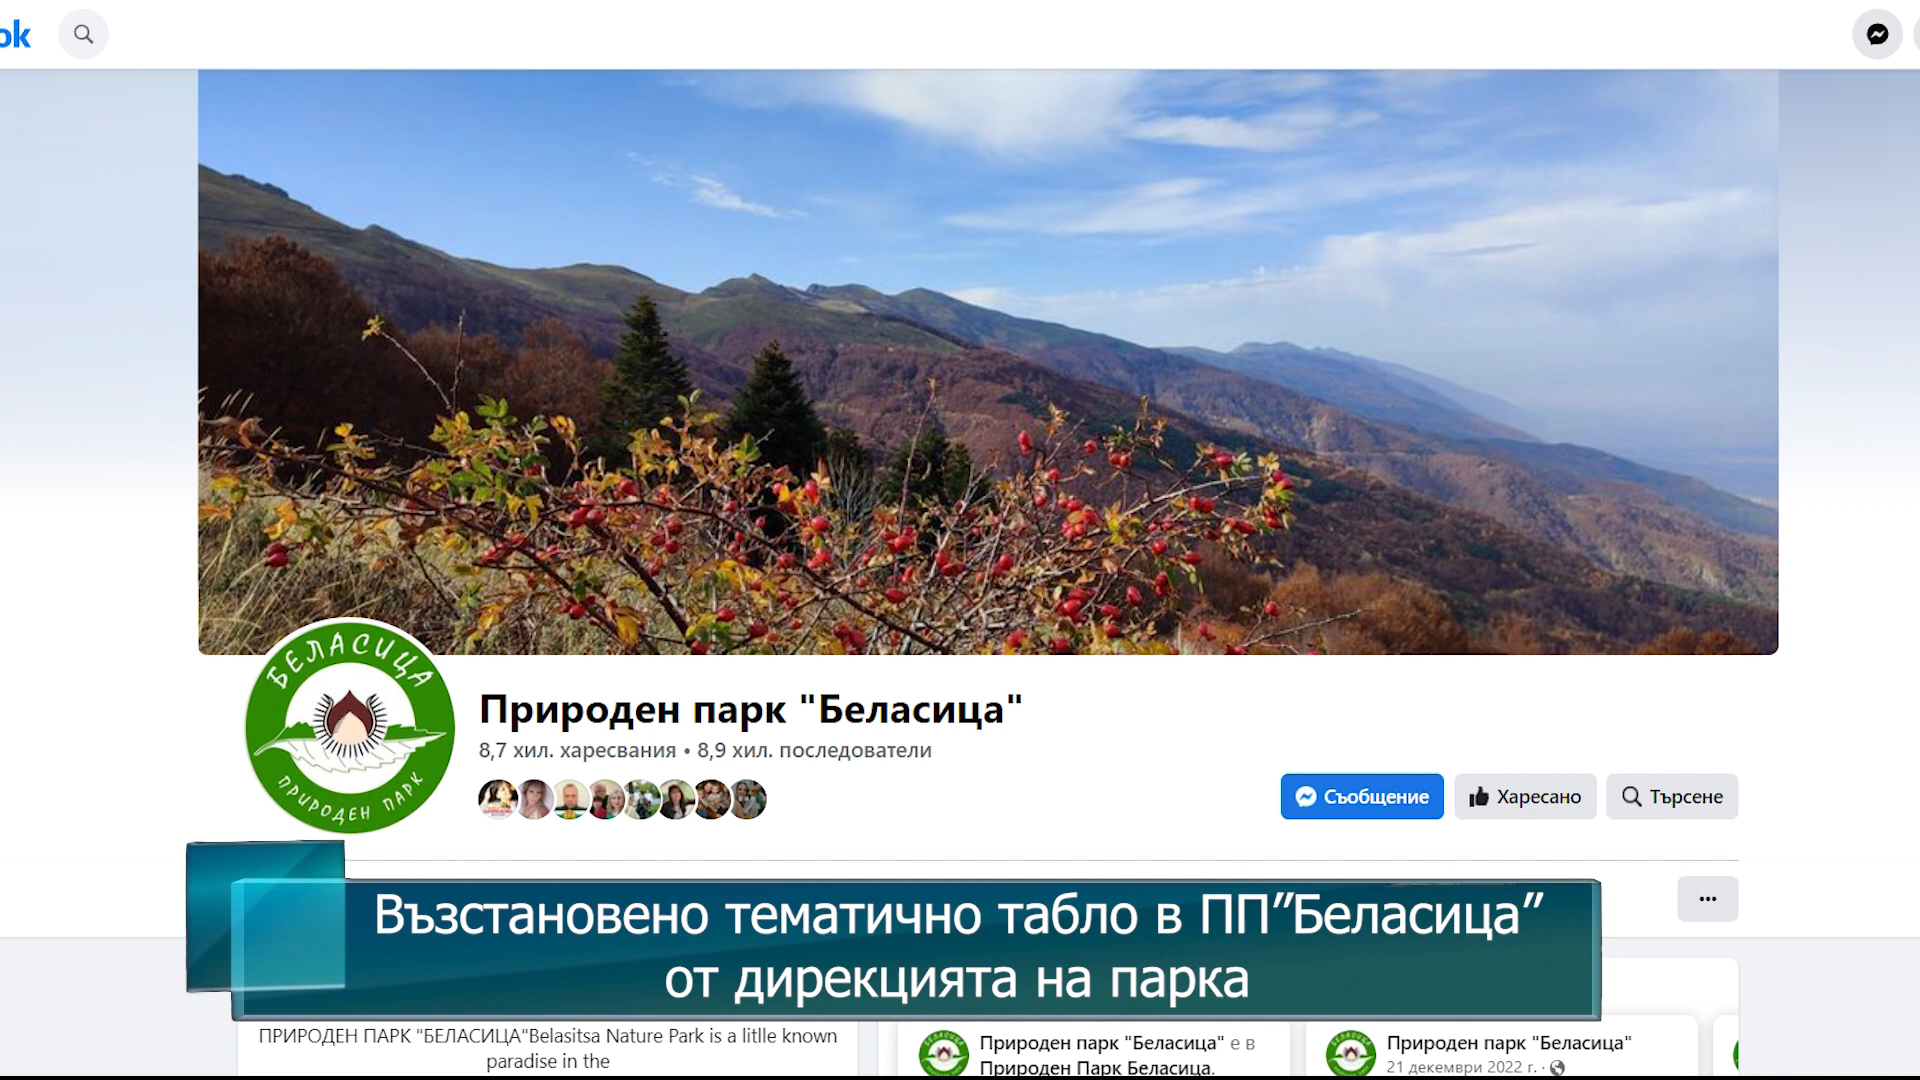 ok
БЕЛАСИЦА
ПРИРОДЕН ПАРК
Природен парк "Беласица"
8,7 хил. харесвания • 8,9 хил. последователи
Съобщение
Харесано
Търсене
Възстановено тематично табло в ПП”Беласица”
от дирекцията на парка
ПРИРОДЕН ПАРК "БЕЛАСИЦА"Belasitsa Nature Park is a litlle known
paradise in the
Природен парк "Беласица" е в
Природен Парк Беласица.
Природен парк "Беласица"
21 декември 2022 г. ·